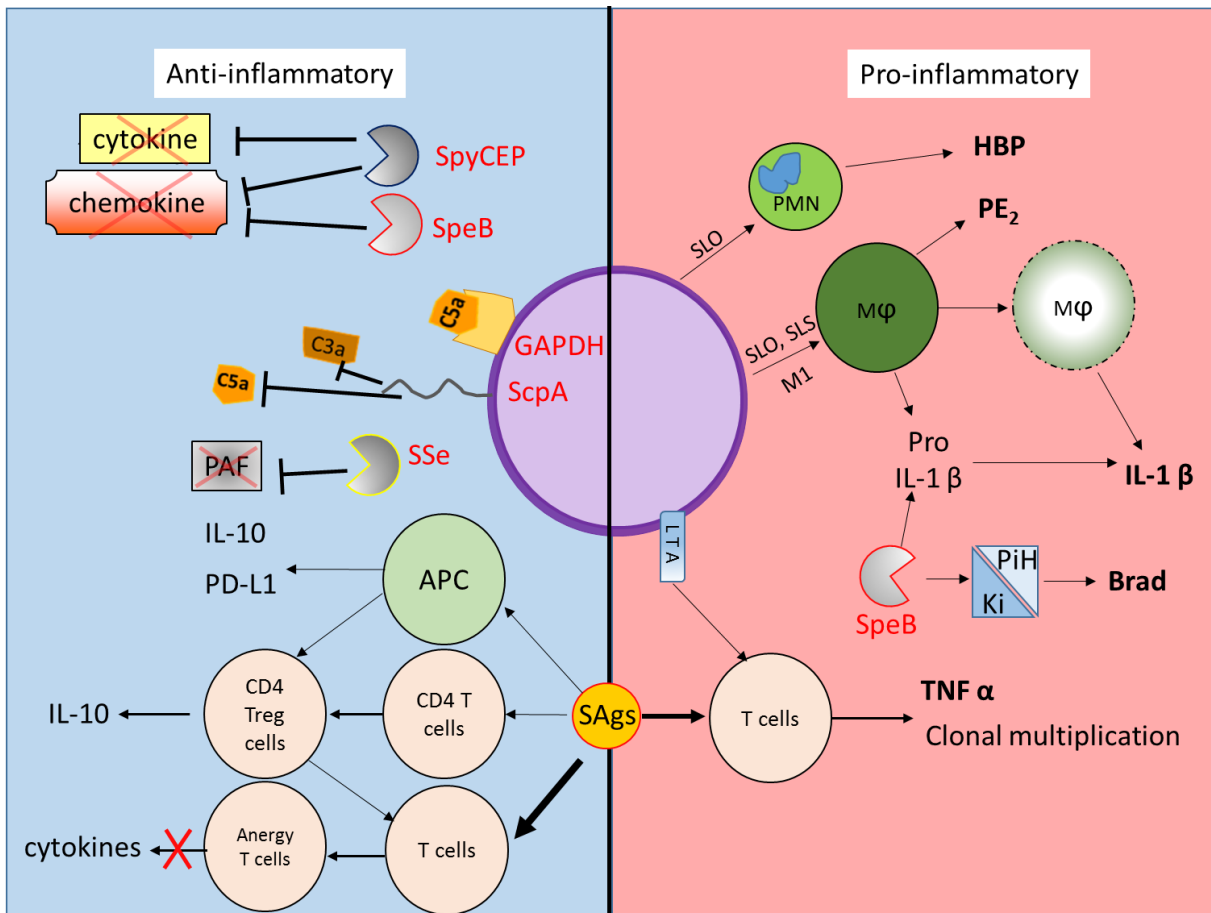 Anti-inflammatory
cytokine
chemokine
SpyCEP
SpeB
C5a
GAPDH
C3a
C5a
ScpA
PAF
SSe
IL-10
PD-L1
APC
CD4
Treg
cells
CD4 T
cells
IL-10
SAgs
cytokines
Anergy
T cells
T cells
Pro-inflammatory
HBP
PMN
SLO
PE2
Mφ
Mφ
SLO, SLS
M1
Pro
IL-1 β
IL-1 β
LTA
SpeB
PiH
Ki
Brad
T cells
TNF α
Clonal multiplication